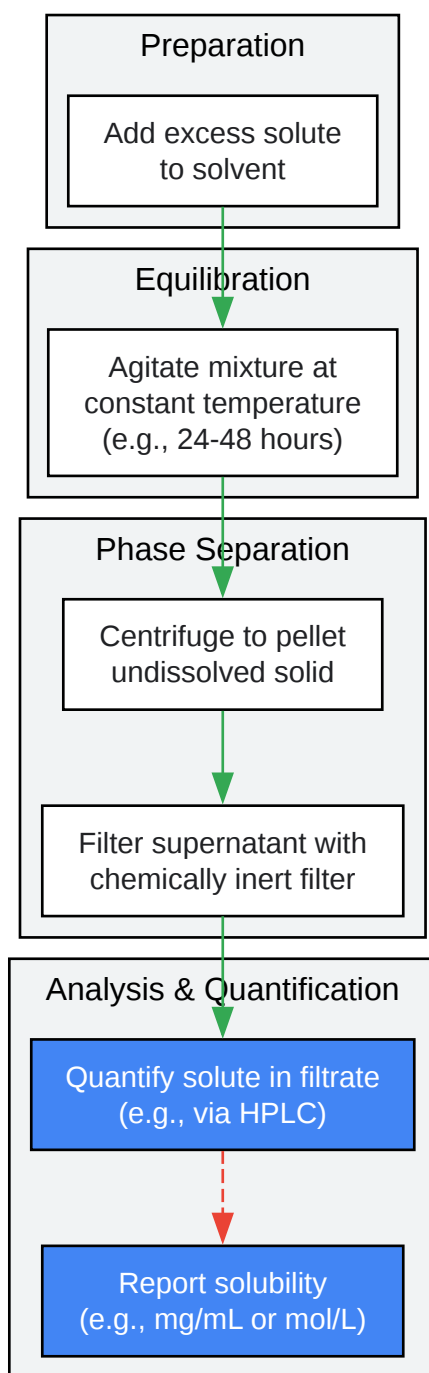 Preparation
Add excess solute
to solvent
Equilibration
Agitate mixture at
constant temperature
(e.g., 24-48 hours)
Phase Separation
Centrifuge to pellet
undissolved solid
Filter supernatant with
chemically inert filter
Analysis & Quantification
Quantify solute in filtrate
(e.g., via HPLC)
Report solubility
(e.g., mg/mL or mol/L)